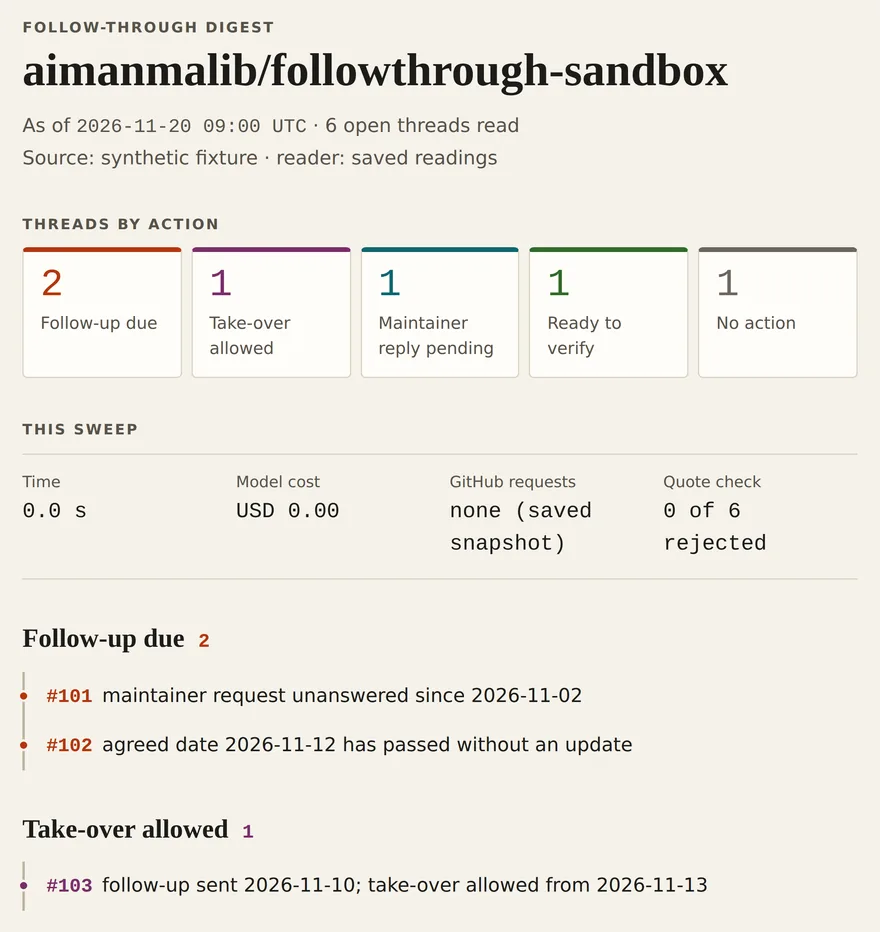 FOLLOW-THROUGH DIGEST
aimanmalib/followthrough-sandbox
As of 2026-11-20 09:00 UTC · 6 open threads read
Source: synthetic fixture · reader: saved readings
THREADS BY ACTION
2
Follow-up due
1
Take-over
allowed
1
Maintainer
reply pending
1
Ready to
verify
1
No action
THIS SWEEP
Time
0.0 s
Model cost
USD 0.00
GitHub requests
none (saved
snapshot)
Quote check
0 of 6
rejected
Follow-up due 2
#101 maintainer request unanswered since 2026-11-02
#102 agreed date 2026-11-12 has passed without an update
Take-over allowed 1
#103 follow-up sent 2026-11-10; take-over allowed from 2026-11-13